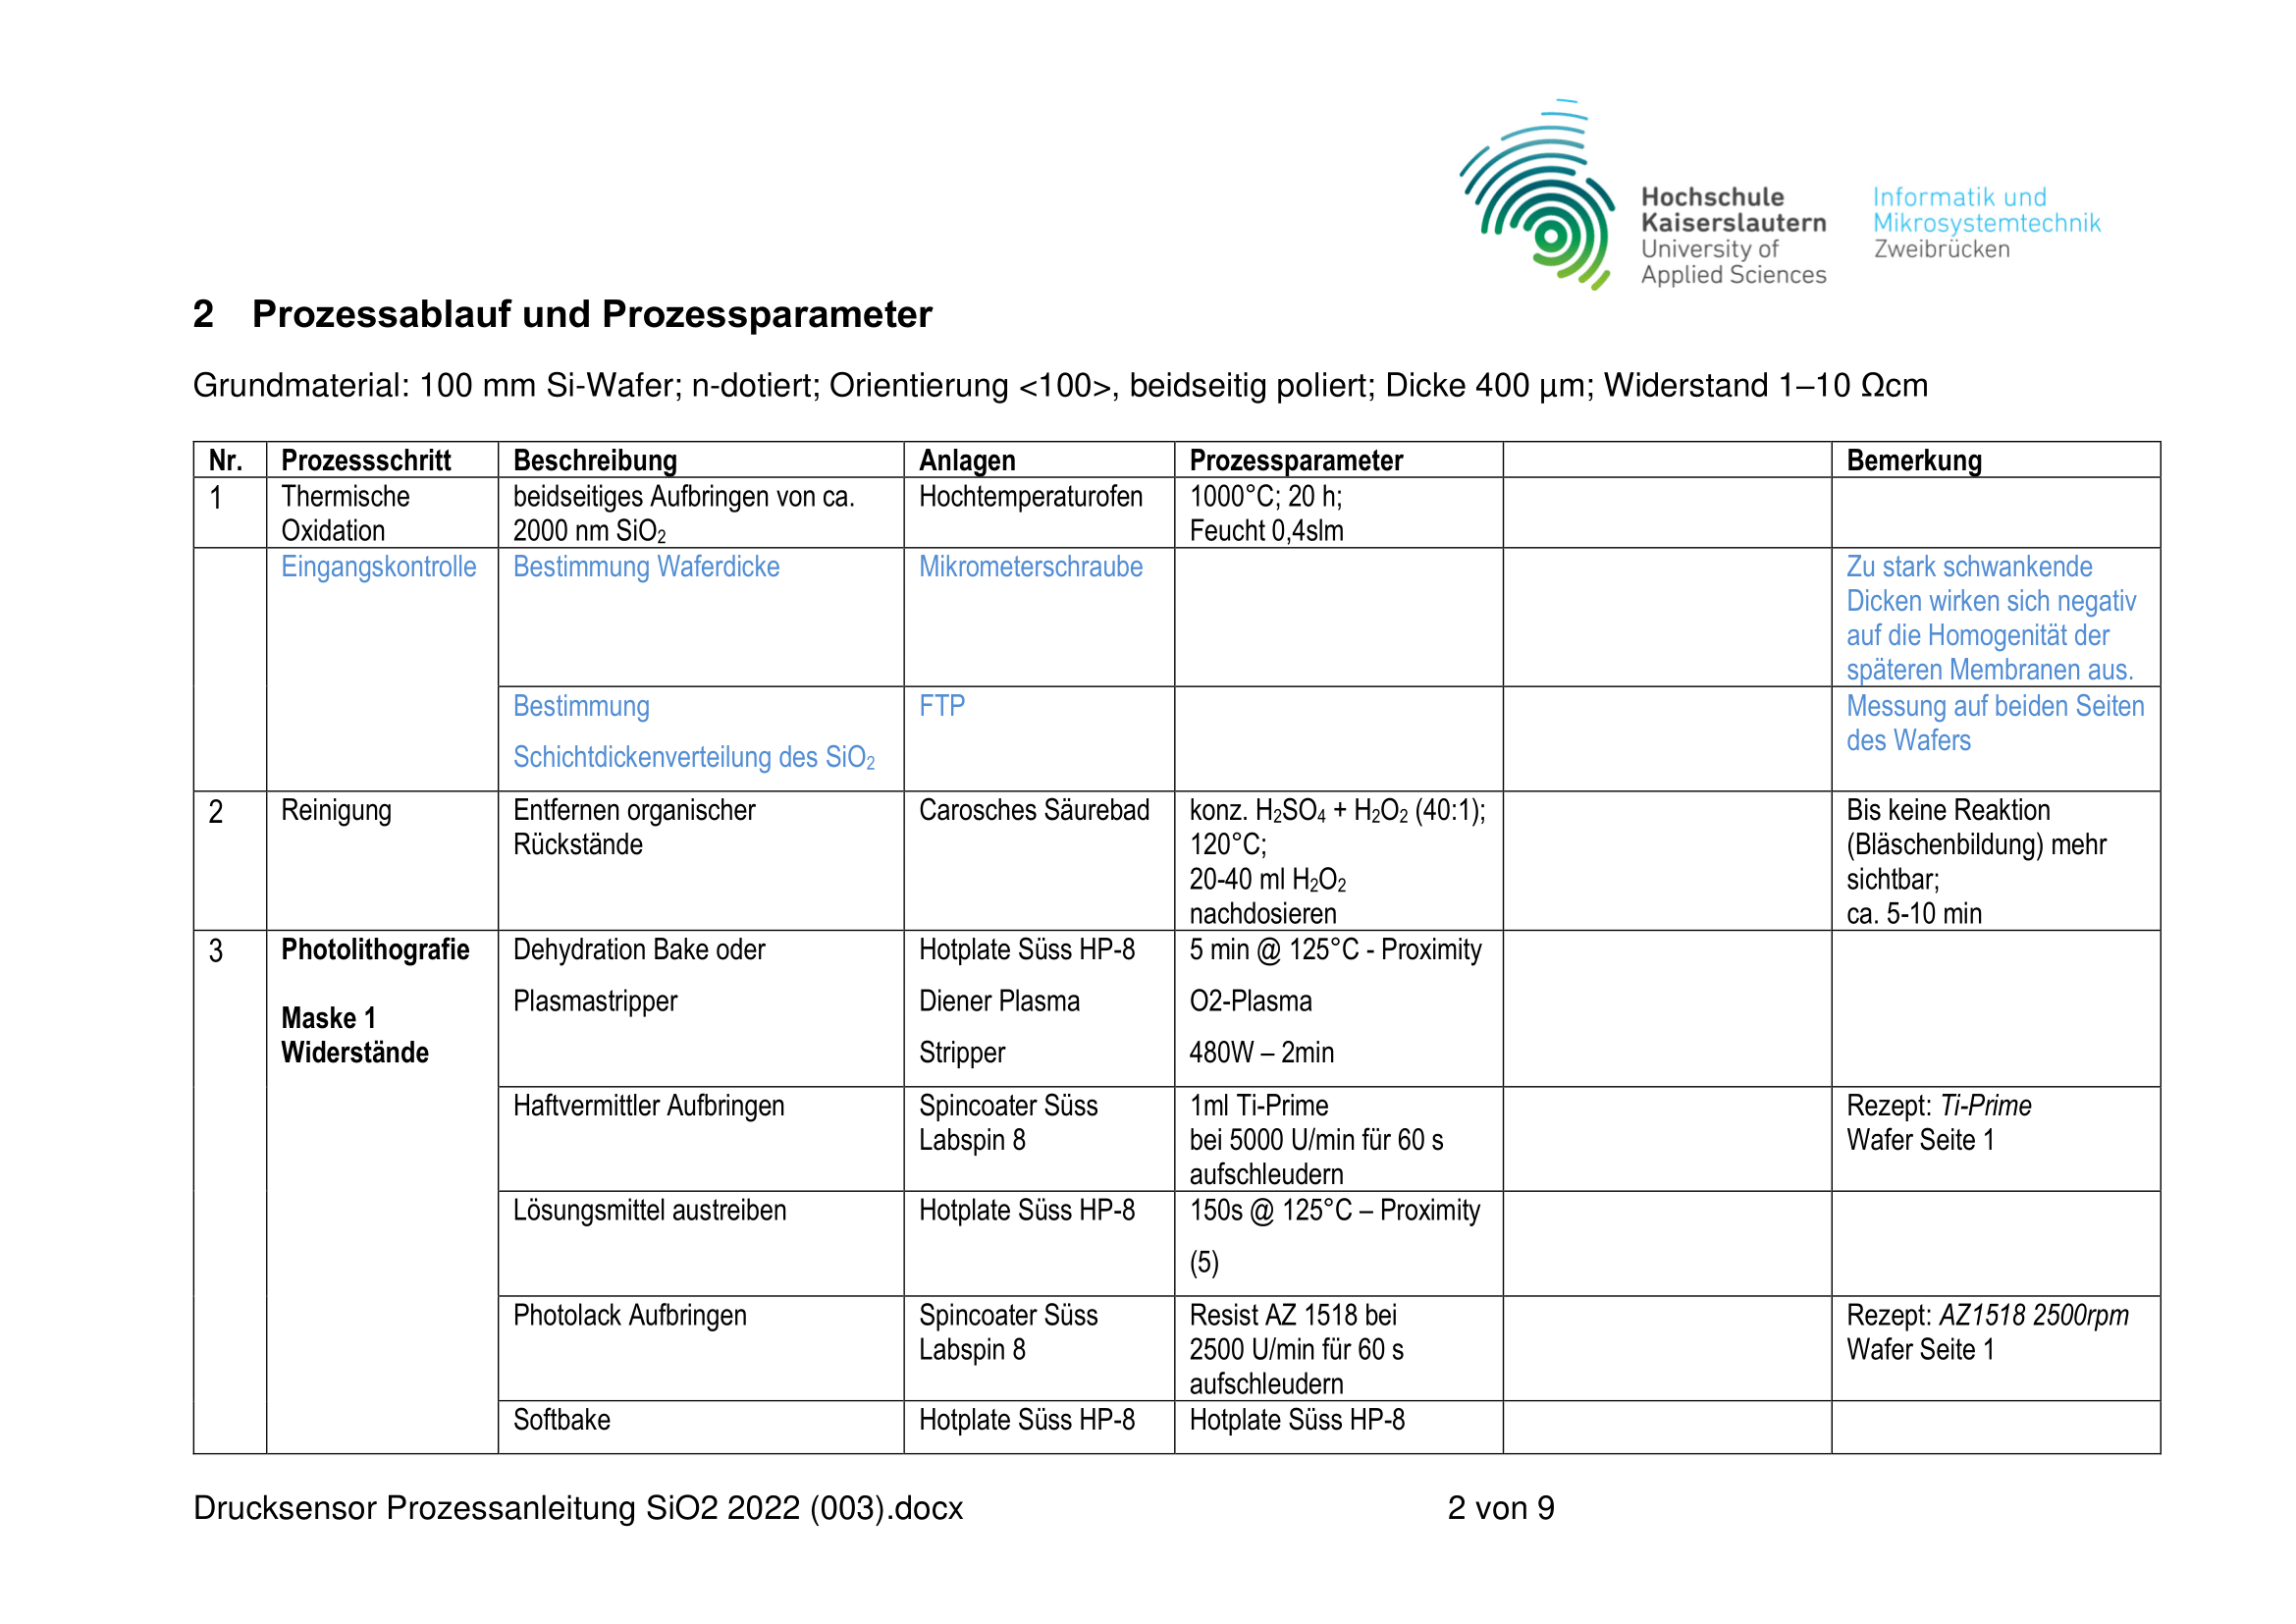 Hochschule
Kaiserslautern
University of
Applied Sciences
Informatik und
Mikrosystemtechnik
Zweibrücken
2 Prozessablauf und Prozessparameter
Grundmaterial: 100 mm Si-Wafer; n-dotiert; Orientierung <100>, beidseitig poliert; Dicke 400 µm; Widerstand 1–10 Ωcm
Nr. Prozessschritt Beschreibung Anlagen Prozessparameter Bemerkung
1
Thermische
Oxidation
beidseitiges Aufbringen von ca.
2000 nm SiO₂
Hochtemperaturofen
1000°C; 20 h;
Feucht 0,4slm
Eingangskontrolle
Bestimmung Waferdicke
Mikrometerschraube
Zu stark schwankende
Dicken wirken sich negativ
auf die Homogenität der
späteren Membranen aus.
Bestimmung
Schichtdickenverteilung des SiO₂
FTP
Messung auf beiden Seiten
des Wafers
2
Reinigung
Entfernen organischer
Rückstände
Carosches Säurebad
konz. H₂SO₄ + H₂O₂ (40:1);
120°C;
20-40 ml H₂O₂
nachdosieren
Bis keine Reaktion
(Bläschenbildung) mehr
sichtbar;
ca. 5-10 min
3
Photolithografie
Maske 1
Widerstände
Dehydration Bake oder
Plasmastripper
Hotplate Süss HP-8
Diener Plasma
Stripper
5 min @ 125°C - Proximity
O2-Plasma
480W – 2min
Haftvermittler Aufbringen
Spincoater Süss
Labspin 8
1ml Ti-Prime
bei 5000 U/min für 60 s
aufschleudern
Rezept: Ti-Prime
Wafer Seite 1
Lösungsmittel austreiben
Hotplate Süss HP-8
150s @ 125°C – Proximity
(5)
Photolack Aufbringen
Spincoater Süss
Labspin 8
Resist AZ 1518 bei
2500 U/min für 60 s
aufschleudern
Rezept: AZ1518 2500rpm
Wafer Seite 1
Softbake
Hotplate Süss HP-8
Hotplate Süss HP-8
Drucksensor Prozessanleitung SiO2 2022 (003).docx 2 von 9